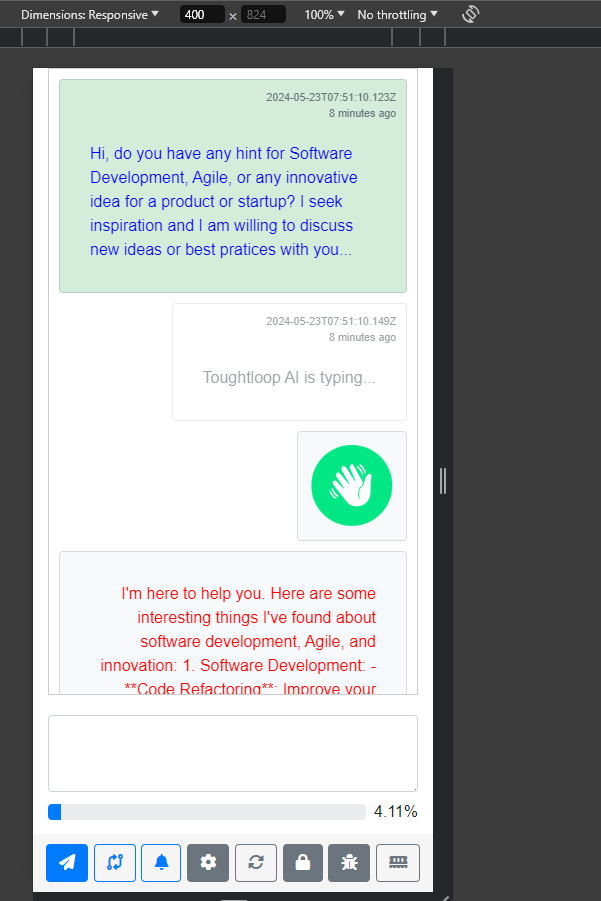 Dimensions: Responsive 400 × 824 100% No throttling
2024-05-23T07:51:10.123Z
8 minutes ago
Hi, do you have any hint for Software
Development, Agile, or any innovative
idea for a product or startup? I seek
inspiration and I am willing to discuss
new ideas or best pratices with you...
2024-05-23T07:51:10.149Z
8 minutes ago
Toughtloop AI is typing...
I'm here to help you. Here are some
interesting things I've found about
software development, Agile, and
innovation: 1. Software Development: -
**Code Refactoring**: Improve your
4.11%